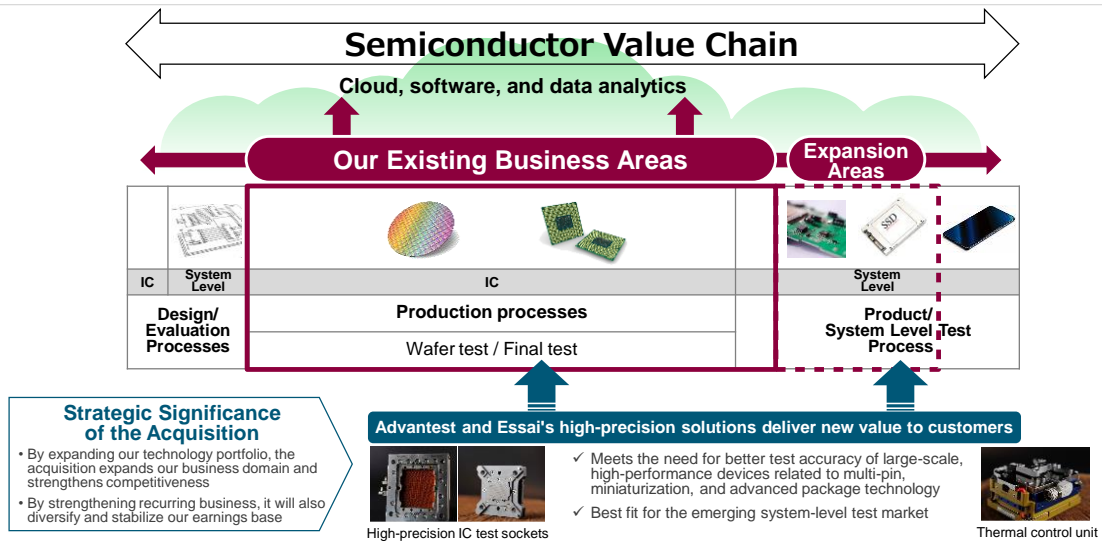 Semiconductor Value Chain
Cloud, software, and data analytics
Our Existing Business Areas
Expansion
Areas
SSD
IC
System
Level
IC
System
Level
Design/
Evaluation
Processes
Production processes
Wafer test / Final test
Product/
System Level Test
Process
Strategic Significance
of the Acquisition
• By expanding our technology portfolio, the
acquisition expands our business domain and
strengthens competitiveness
• By strengthening recurring business, it will also
diversify and stabilize our earnings base
Advantest and Essai's high-precision solutions deliver new value to customers
✓ Meets the need for better test accuracy of large-scale,
high-performance devices related to multi-pin,
miniaturization, and advanced package technology
✓ Best fit for the emerging system-level test market
High-precision IC test sockets
Thermal control unit